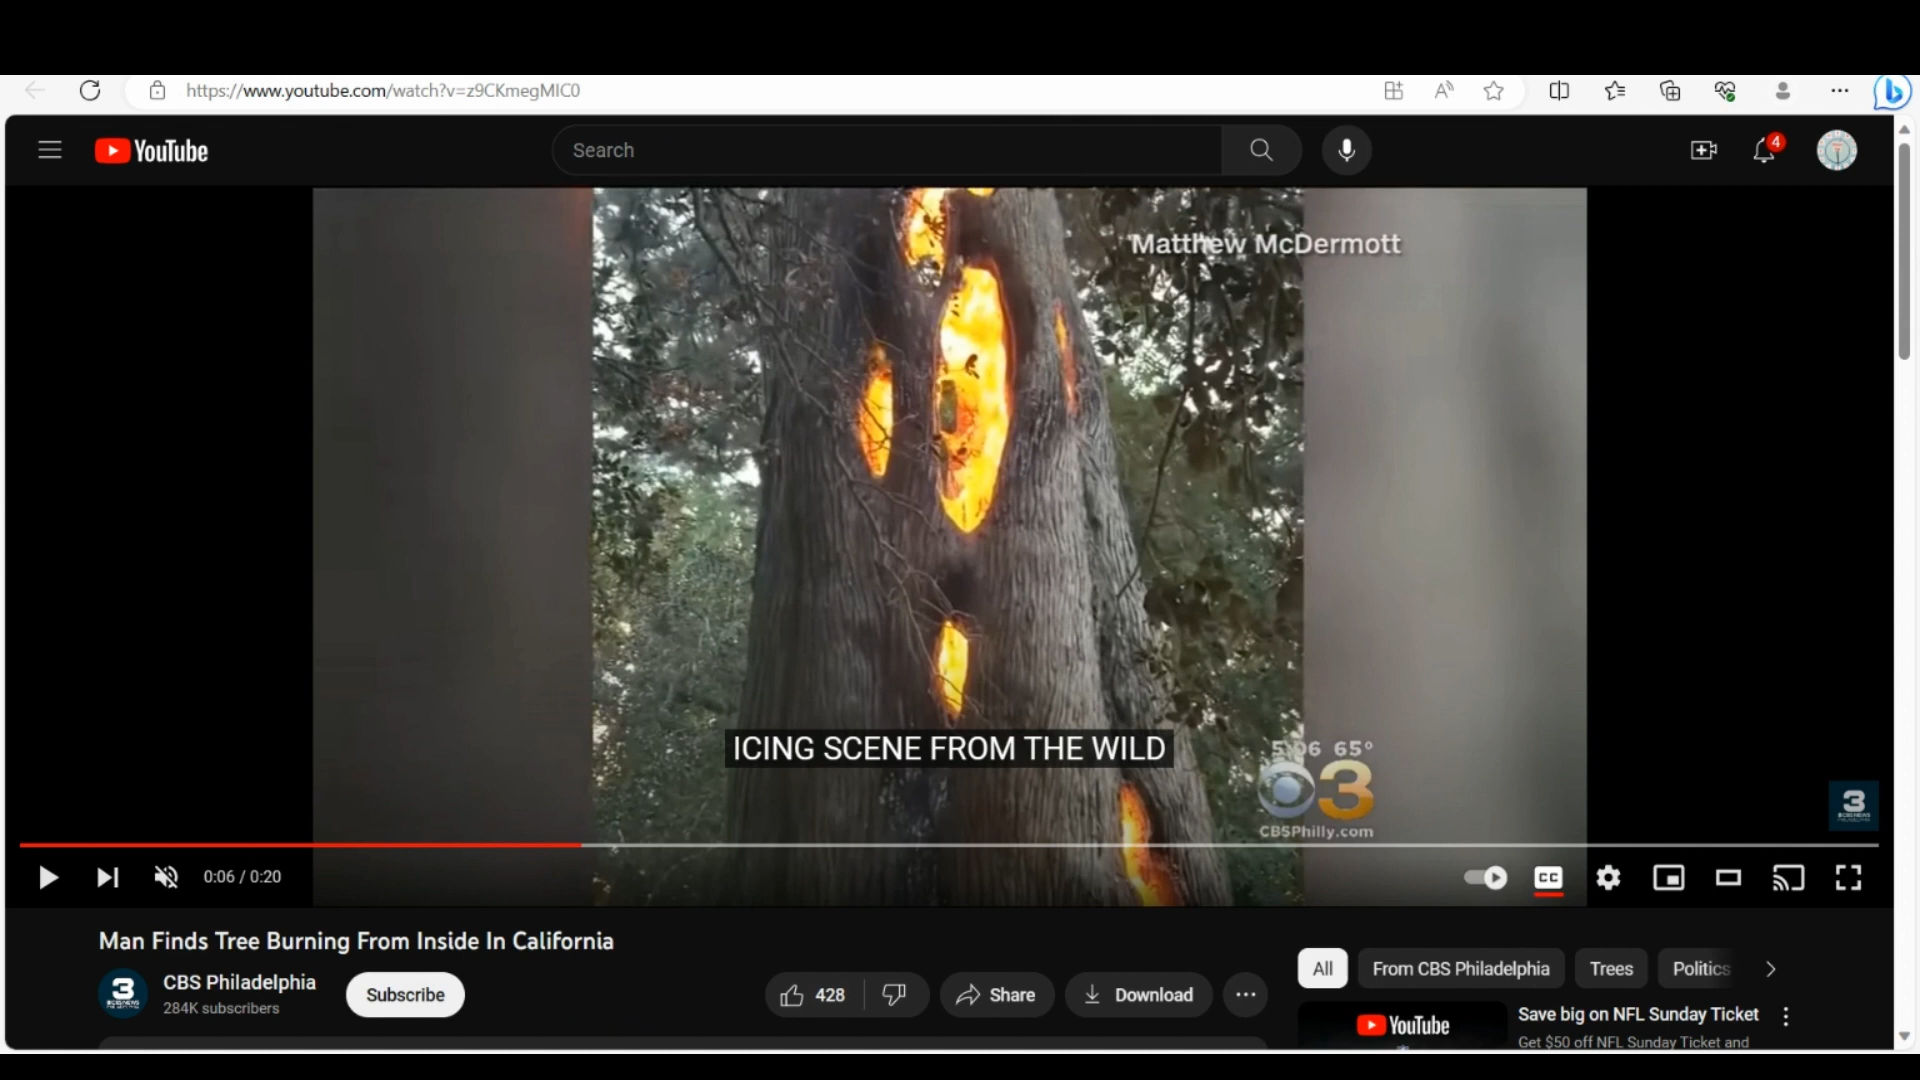 https://www.youtube.com/watch?v=z9CKmegMIC0
YouTube
Search
4
Matthew McDermott
ICING SCENE FROM THE WILD
5:06 65°
3
CBSPhilly.com
3
0:06 / 0:20
CC
Man Finds Tree Burning From Inside In California
3
CBS Philadelphia
284K subscribers
Subscribe
428
Share
Download
All
From CBS Philadelphia
Trees
Politics
YouTube
Save big on NFL Sunday Ticket
Get $50 off NFL Sunday Ticket and